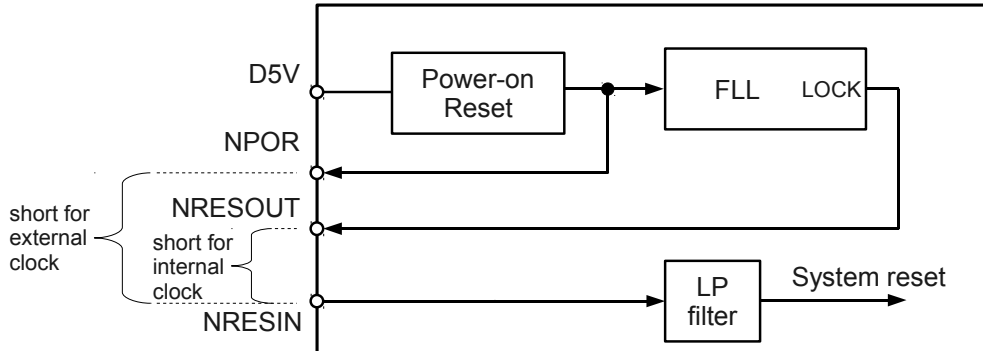 D5V
Power-on
Reset
FLL
LOCK
NPOR
NRESOUT
short for
external
clock
short for
internal
clock
NRESIN
LP
filter
System reset